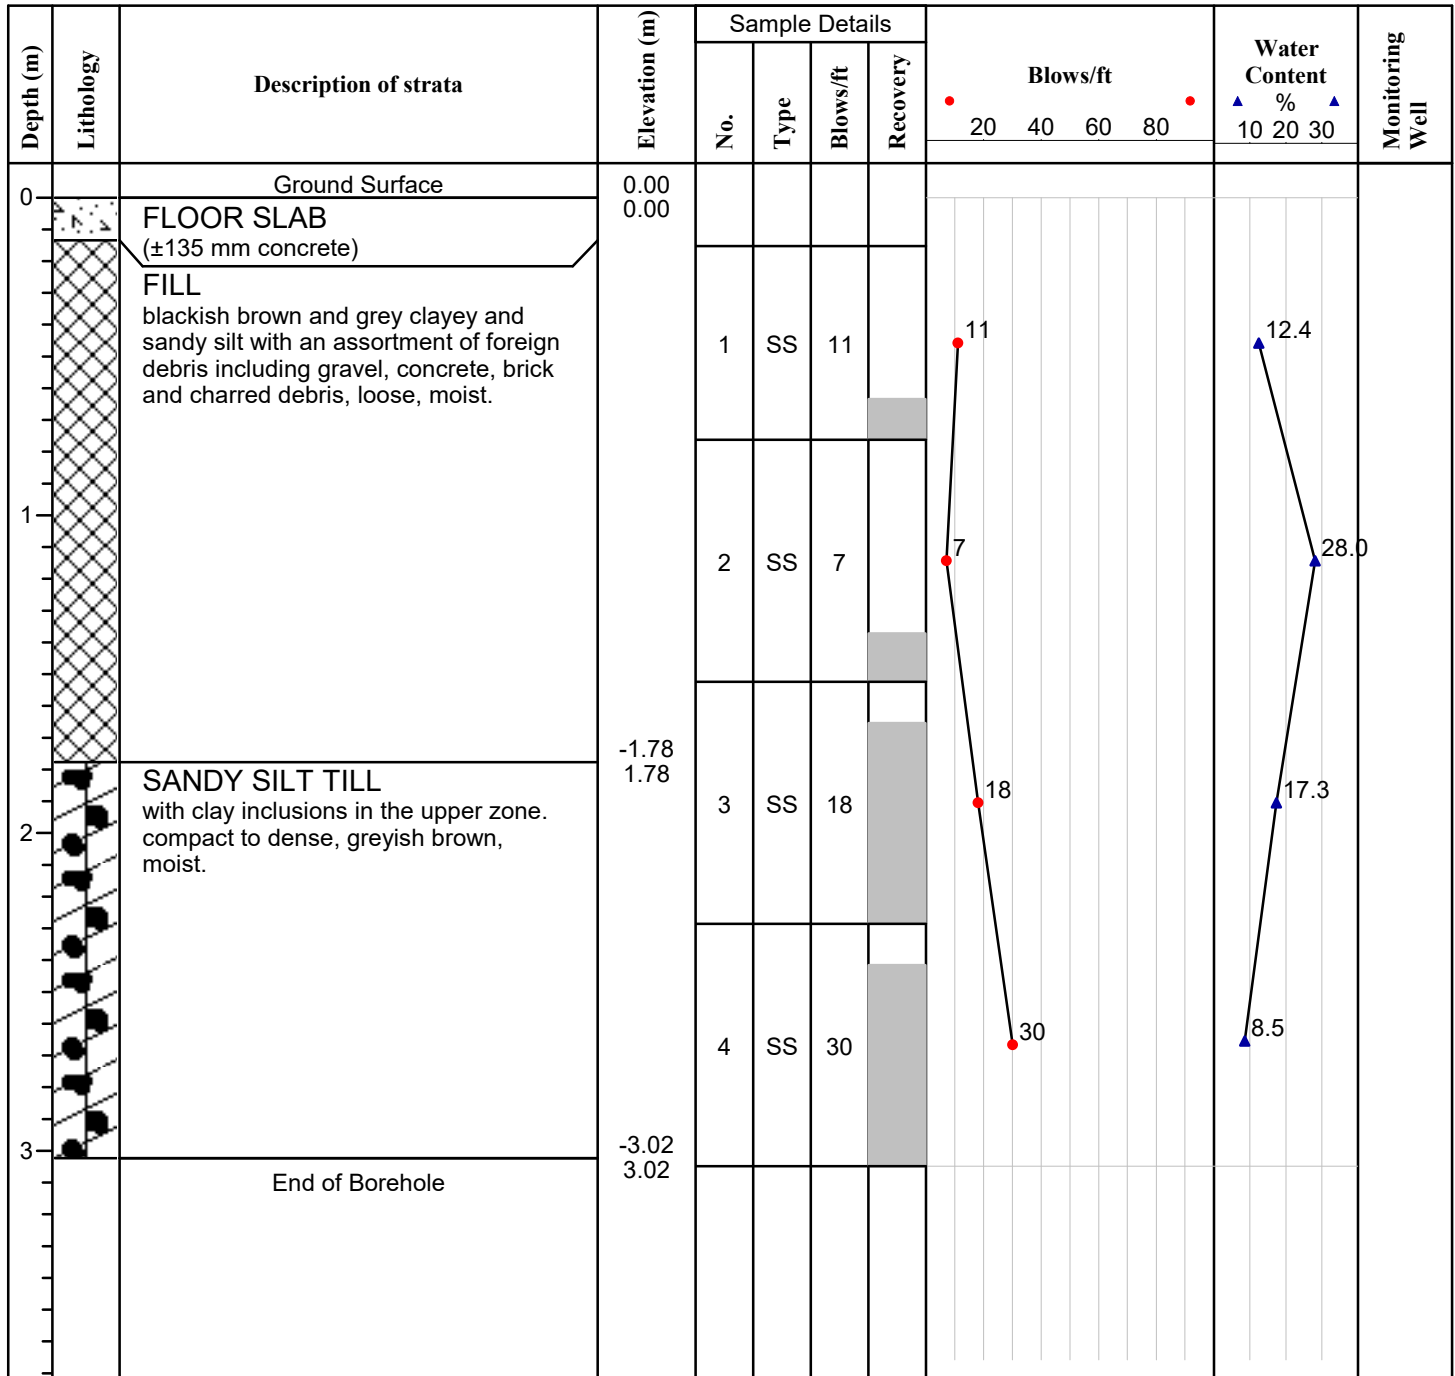 Depth (m)
Lithology
Description of strata
Elevation (m)
Sample Details
No.
Type
Blows/ft
Recovery
Blows/ft
20 40 60 80
Water
Content
%
10 20 30
Monitoring
Well
Ground Surface
0.00
0
0.00
FLOOR SLAB
(±135 mm concrete)
FILL
blackish brown and grey clayey and
sandy silt with an assortment of foreign
debris including gravel, concrete, brick
and charred debris, loose, moist.
1 SS 11
11
12.4
1
2 SS 7
7
28.0
-1.78
1.78
SANDY SILT TILL
with clay inclusions in the upper zone.
compact to dense, greyish brown,
moist.
3 SS 18
18
17.3
2
4 SS 30
30
8.5
3
-3.02
3.02
End of Borehole